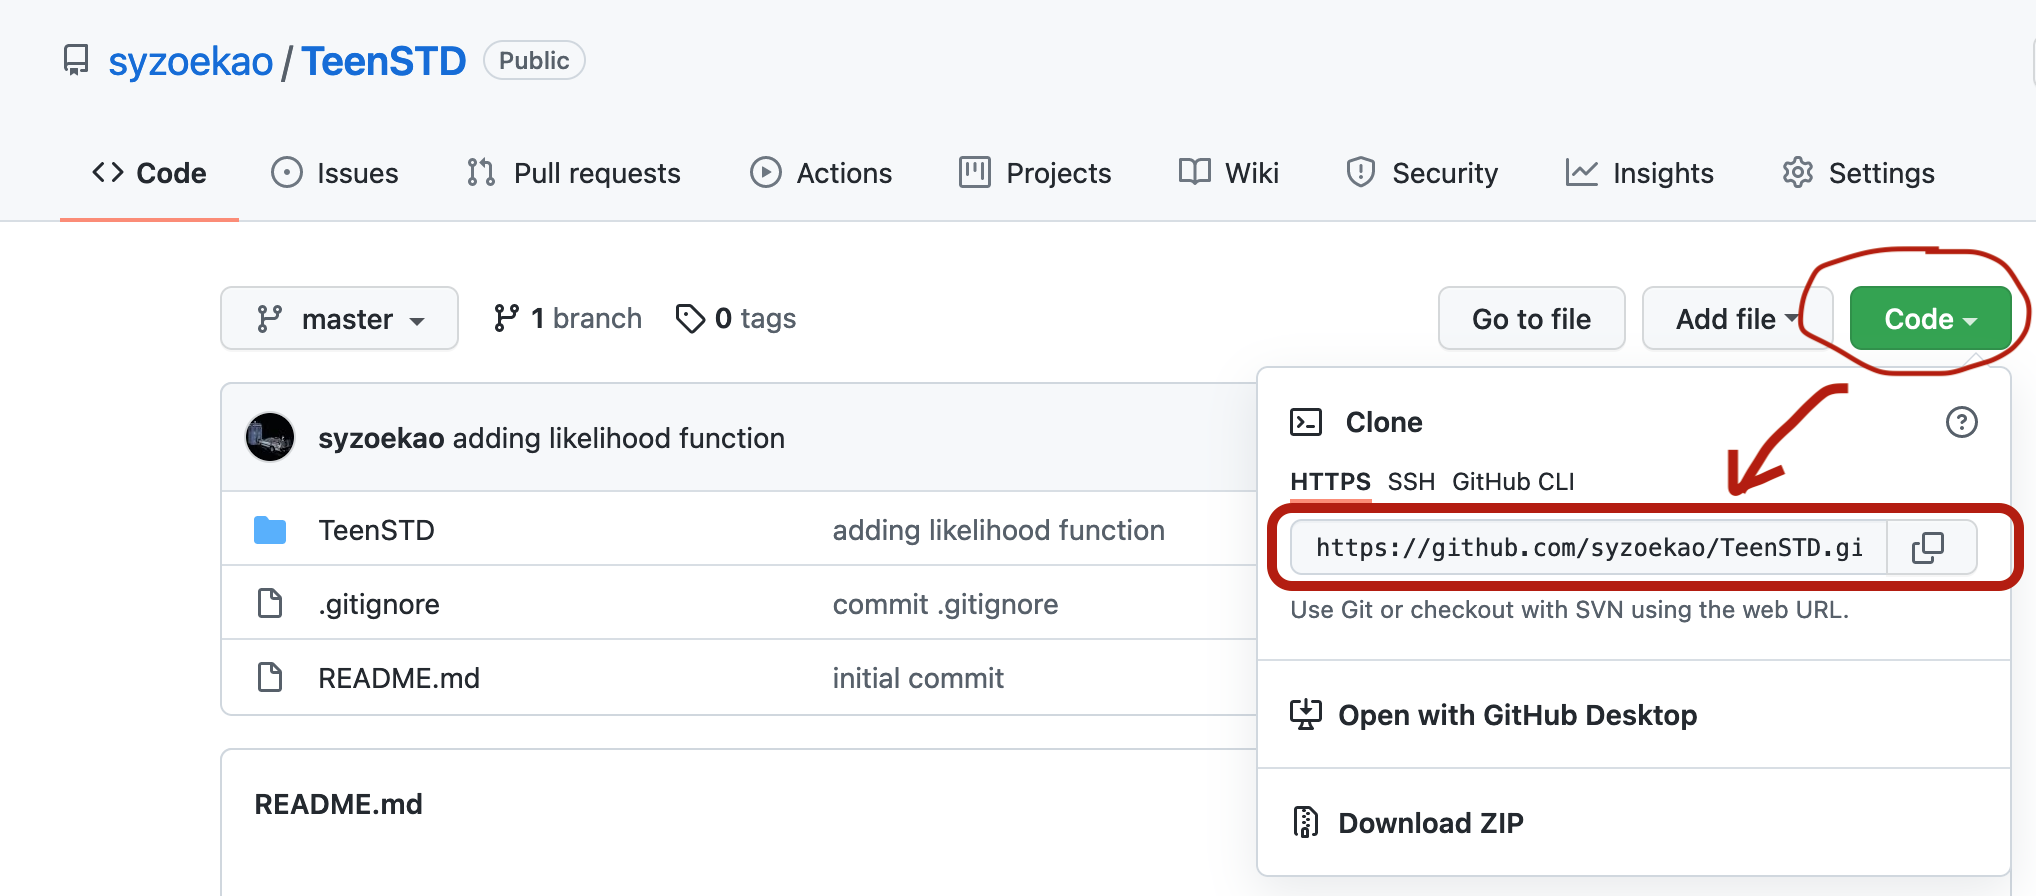 syzoekao / TeenSTD Public
Code Issues Pull requests Actions Projects Wiki Security Insights Settings
master 1 branch 0 tags Go to file Add file Code
syzoekao adding likelihood function
TeenSTD adding likelihood function
.gitignore commit .gitignore
README.md initial commit
README.md
Clone
HTTPS SSH GitHub CLI
https://github.com/syzoekao/TeenSTD.gi
Use Git or checkout with SVN using the web URL.
Open with GitHub Desktop
Download ZIP